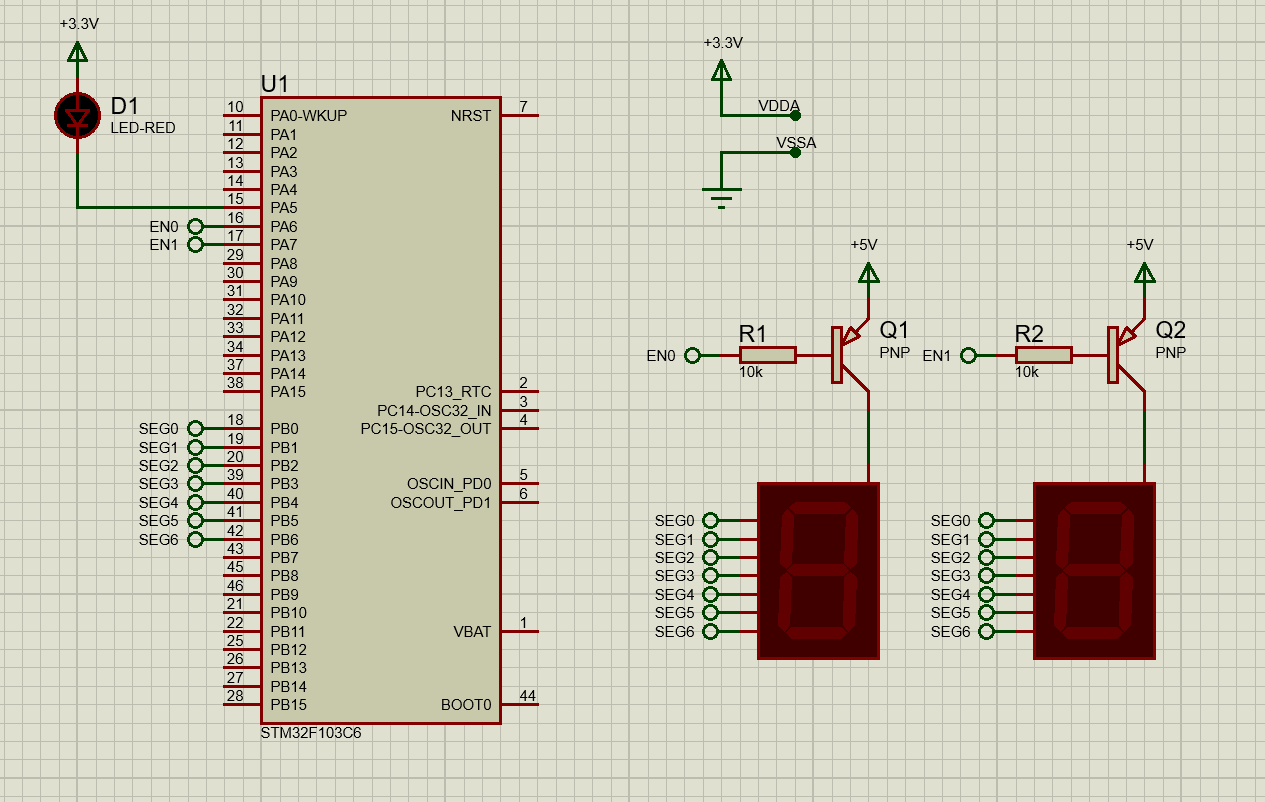 +3.3V
D1
LED-RED
U1
10 PA0-WKUP
11 PA1
12 PA2
13 PA3
14 PA4
15 PA5
EN0 16 PA6
EN1 17 PA7
29 PA8
30 PA9
31 PA10
32 PA11
33 PA12
34 PA13
37 PA14
38 PA15
SEG0 18 PB0
SEG1 19 PB1
SEG2 20 PB2
SEG3 39 PB3
SEG4 40 PB4
SEG5 41 PB5
SEG6 42 PB6
43 PB7
45 PB8
46 PB9
21 PB10
22 PB11
25 PB12
26 PB13
27 PB14
28 PB15
NRST 7
PC13_RTC 2
PC14-OSC32_IN 3
PC15-OSC32_OUT 4
OSCIN_PD0 5
OSCOUT_PD1 6
VBAT 1
BOOT0 44
STM32F103C6
+3.3V
VDDA
VSSA
+5V
EN0
R1
10k
Q1
PNP
SEG0
SEG1
SEG2
SEG3
SEG4
SEG5
SEG6
+5V
EN1
R2
10k
Q2
PNP
SEG0
SEG1
SEG2
SEG3
SEG4
SEG5
SEG6